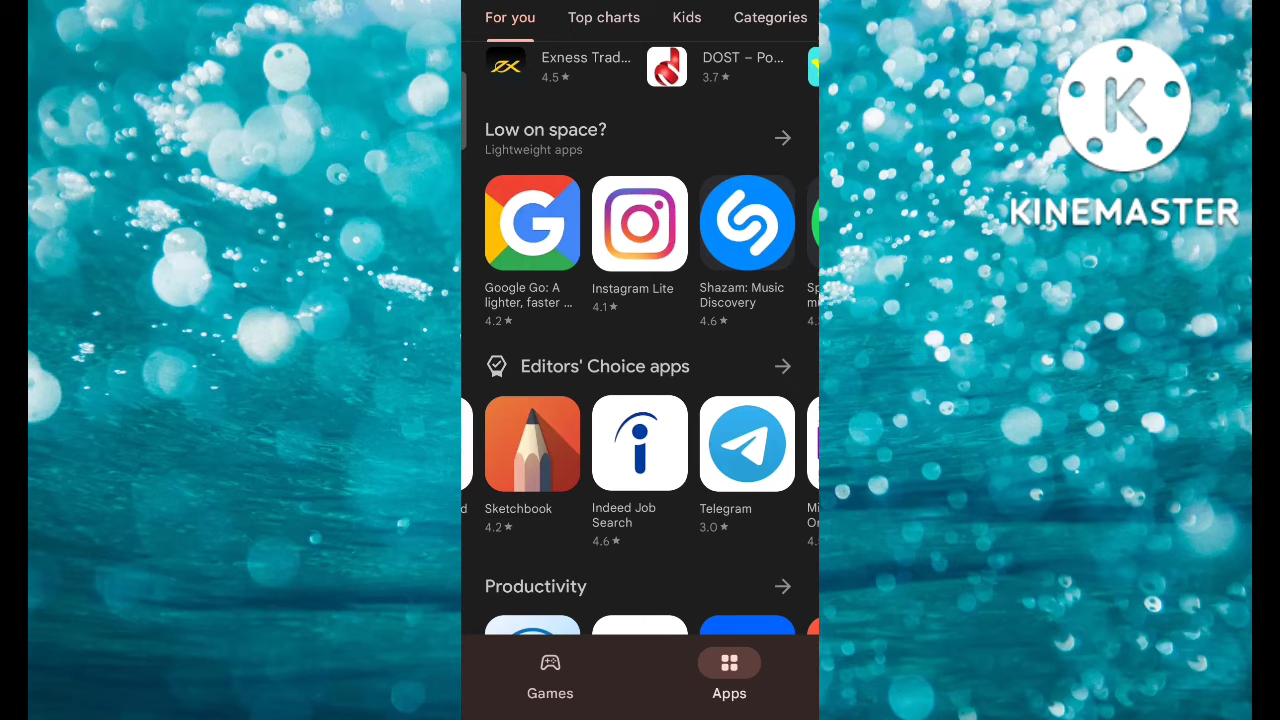 For you Top charts Kids Categories
Exness Trad... DOST – Po...
4.5★ 3.7★
Low on space?
Lightweight apps
Google Go: A
lighter, faster ...
4.2★
Instagram Lite
4.1★
Shazam: Music
Discovery
4.6★
Editors' Choice apps
Sketchbook
4.2★
Indeed Job
Search
4.6★
Telegram
3.0★
Productivity
Games Apps
K
KINEMASTER